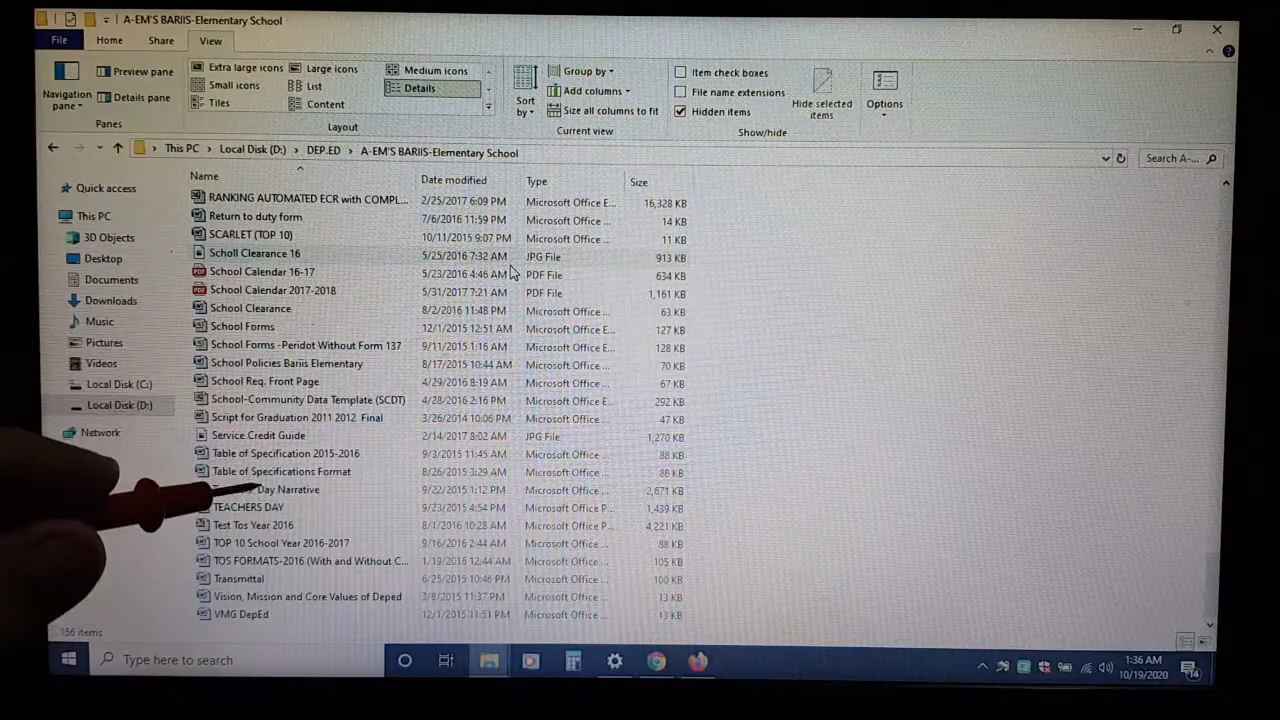 A-EM'S BARIIS-Elementary School
File Home Share View
Navigation pane
Preview pane
Details pane
Panes
Extra large icons Large icons Medium icons
Small icons List Details
Tiles Content
Layout
Sort by
Group by
Add columns
Size all columns to fit
Current view
Item check boxes
File name extensions
Hidden items
Hide selected items
Options
Show/hide
This PC > Local Disk (D:) > DEP.ED > A-EM'S BARIIS-Elementary School
Search A-...
Quick access
This PC
3D Objects
Desktop
Documents
Downloads
Music
Pictures
Videos
Local Disk (C:)
Local Disk (D:)
Network
Name Date modified Type Size
RANKING AUTOMATED ECR with COMPL... 2/25/2017 6:09 PM Microsoft Office E... 16,328 KB
Return to duty form 7/6/2016 11:59 PM Microsoft Office ... 14 KB
SCARLET (TOP 10) 10/11/2015 9:07 PM Microsoft Office ... 11 KB
Scholl Clearance 16 5/25/2016 7:32 AM JPG File 913 KB
School Calendar 16-17 5/23/2016 4:46 AM PDF File 634 KB
School Calendar 2017-2018 5/31/2017 7:21 AM PDF File 1,161 KB
School Clearance 8/2/2016 11:48 PM Microsoft Office ... 63 KB
School Forms 12/1/2015 12:51 AM Microsoft Office E... 127 KB
School Forms -Peridot Without Form 137 9/11/2015 1:16 AM Microsoft Office E... 128 KB
School Policies Bariis Elementary 8/17/2015 10:44 AM Microsoft Office ... 70 KB
School Req. Front Page 4/29/2016 8:19 AM Microsoft Office ... 67 KB
School-Community Data Template (SCDT) 4/28/2016 2:16 PM Microsoft Office E... 292 KB
Script for Graduation 2011 2012 Final 3/26/2014 10:06 PM Microsoft Office ... 47 KB
Service Credit Guide 2/14/2017 8:02 AM JPG File 1,270 KB
Table of Specification 2015-2016 9/3/2015 11:45 AM Microsoft Office ... 88 KB
Table of Specifications Format 8/26/2015 3:29 AM Microsoft Office ... 88 KB
Day Narrative 9/22/2015 1:12 PM Microsoft Office ... 2,671 KB
TEACHERS DAY 9/23/2015 4:54 PM Microsoft Office P... 1,439 KB
Test Tos Year 2016 8/1/2016 10:28 AM Microsoft Office P... 4,221 KB
TOP 10 School Year 2016-2017 9/16/2016 2:44 AM Microsoft Office ... 88 KB
TOS FORMATS-2016 (With and Without C... 1/19/2016 12:44 AM Microsoft Office ... 105 KB
Transmittal 6/25/2015 10:46 PM Microsoft Office ... 100 KB
Vision, Mission and Core Values of Deped 3/8/2015 11:37 PM Microsoft Office ... 13 KB
VMG DepEd 12/1/2015 11:51 PM Microsoft Office ... 13 KB
156 items
Type here to search
1:36 AM
10/19/2020
14